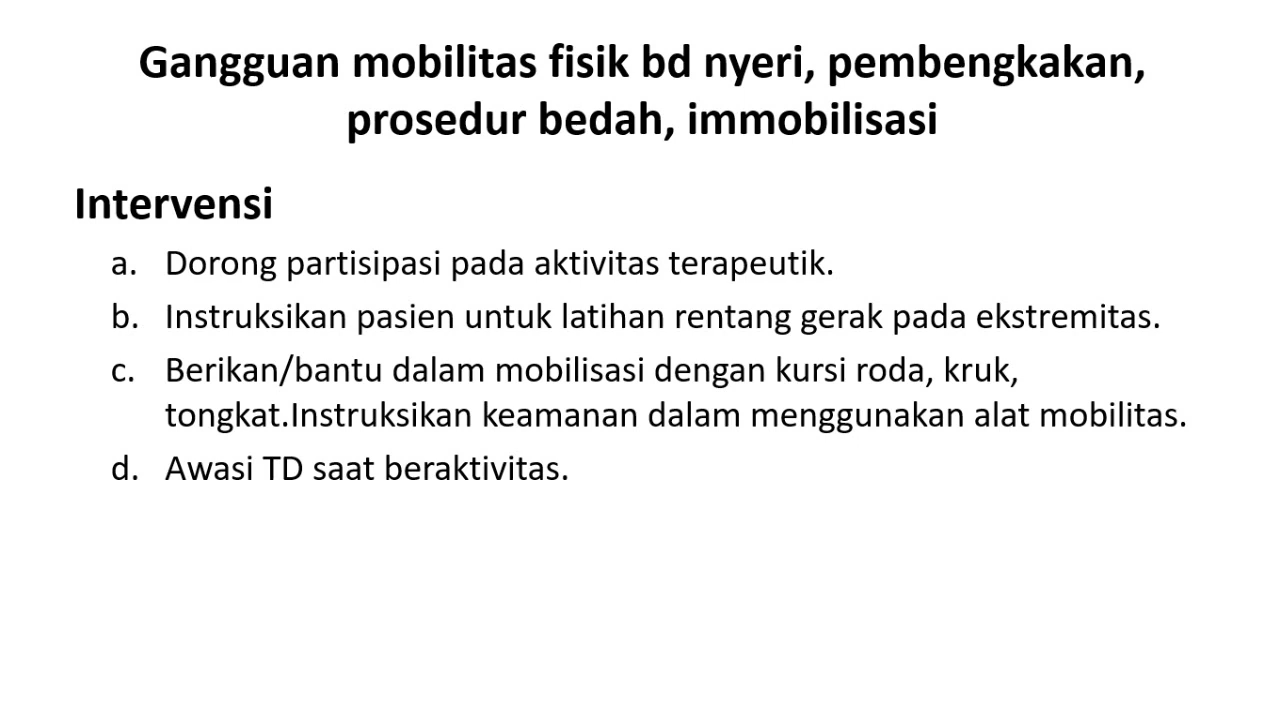 Gangguan mobilitas fisik bd nyeri, pembengkakan,
prosedur bedah, immobilisasi
Intervensi
a. Dorong partisipasi pada aktivitas terapeutik.
b. Instruksikan pasien untuk latihan rentang gerak pada ekstremitas.
c. Berikan/bantu dalam mobilisasi dengan kursi roda, kruk,
tongkat.Instruksikan keamanan dalam menggunakan alat mobilitas.
d. Awasi TD saat beraktivitas.